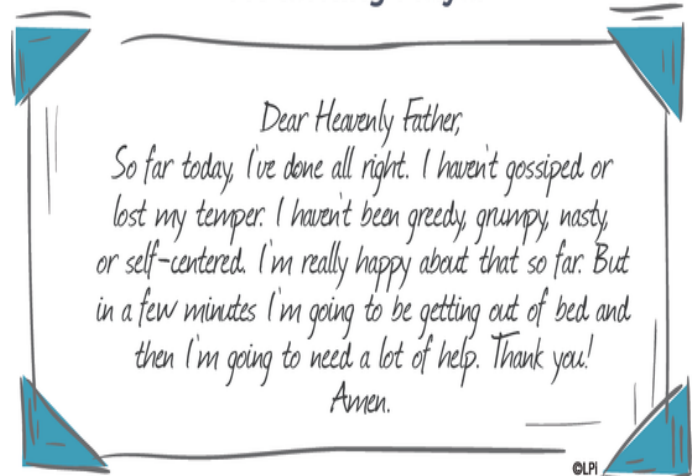 Dear Heavenly Father,
So far today, I've done all right. I haven't gossiped or
lost my temper. I haven't been greedy, grumpy, nasty,
or self-centered. I'm really happy about that so far. But
in a few minutes I'm going to be getting out of bed and
then I'm going to need a lot of help. Thank you!
Amen.
©LPi